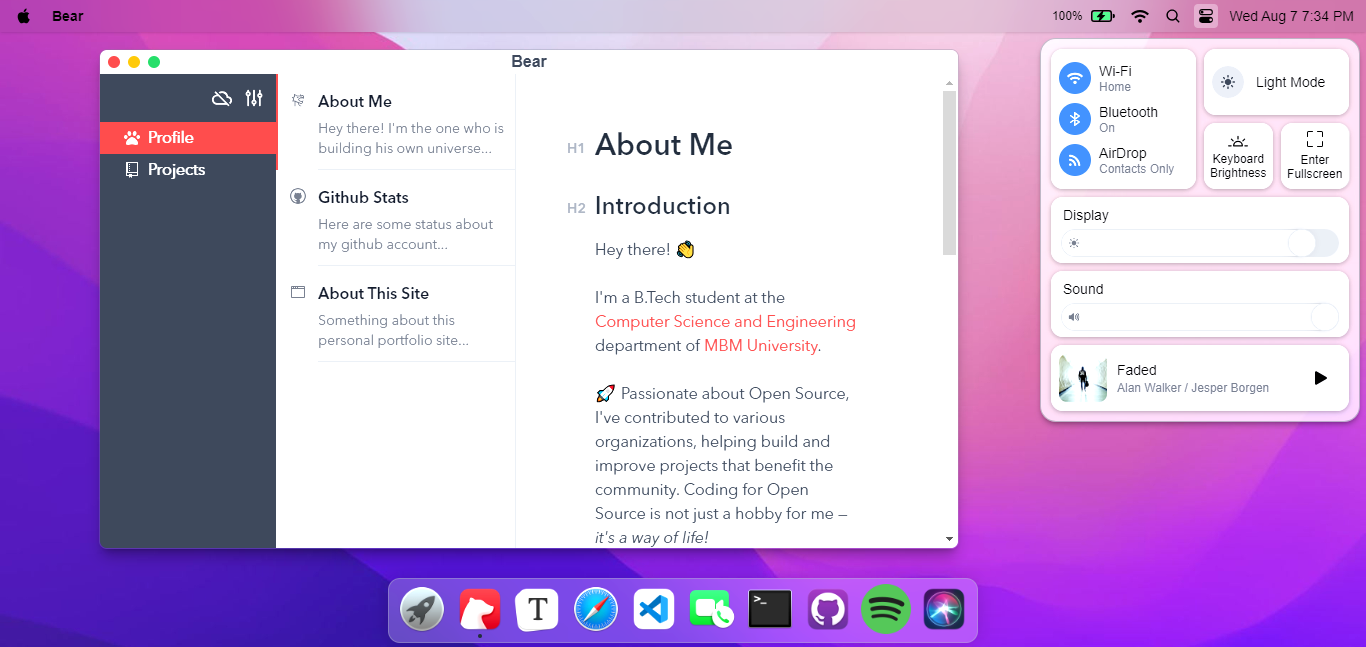 Bear
100%
Wed Aug 7 7:34 PM
Bear
Profile
Projects
About Me
Hey there! I'm the one who is
building his own universe...
Github Stats
Here are some status about
my github account...
About This Site
Something about this
personal portfolio site...
H1 About Me
H2 Introduction
Hey there! 👏
I'm a B.Tech student at the
Computer Science and Engineering
department of MBM University.
🚀 Passionate about Open Source,
I've contributed to various
organizations, helping build and
improve projects that benefit the
community. Coding for Open
Source is not just a hobby for me –
it's a way of life!
Wi-Fi
Home
Bluetooth
On
AirDrop
Contacts Only
Light Mode
Keyboard
Brightness
Enter
Fullscreen
Display
Sound
Faded
Alan Walker / Jesper Borgen
T
>_